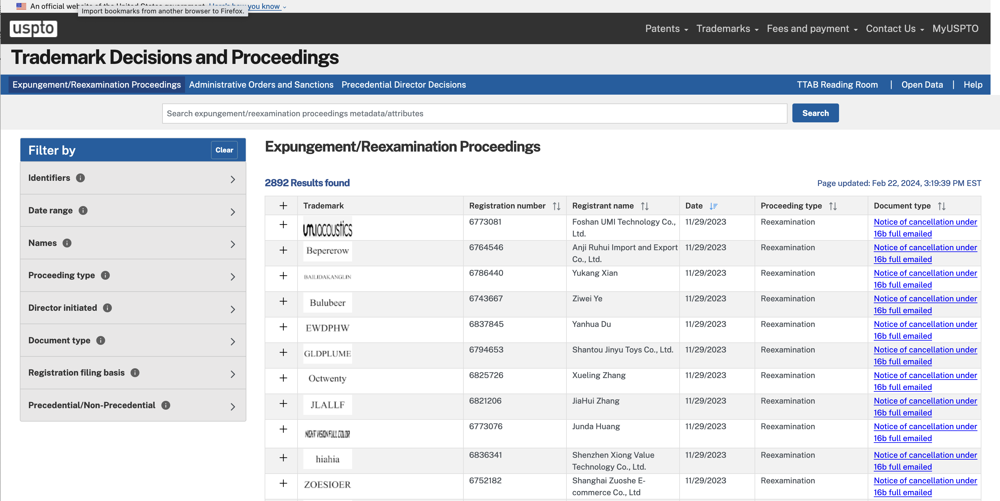 An official website of the United States government Here's how you know
Import bookmarks from another browser to Firefox.
uspto
Patents Trademarks Fees and payment Contact Us MyUSPTO
Trademark Decisions and Proceedings
Expungement/Reexamination Proceedings Administrative Orders and Sanctions Precedential Director Decisions TTAB Reading Room | Open Data | Help
Search expungement/reexamination proceedings metadata/attributes Search
Filter by Clear
Identifiers
Date range
Names
Proceeding type
Director initiated
Document type
Registration filing basis
Precedential/Non-Precedential
Expungement/Reexamination Proceedings
2892 Results found Page updated: Feb 22, 2024, 3:19:39 PM EST
+ Trademark Registration number Registrant name Date Proceeding type Document type
+ umiacoustics 6773081 Foshan UMI Technology Co., 11/29/2023 Reexamination Notice of cancellation under
Ltd. 16b full emailed
+ Bepererow 6764546 Anji Ruhui Import and Export 11/29/2023 Reexamination Notice of cancellation under
Co., Ltd. 16b full emailed
+ BAILIDAKANGLIN 6786440 Yukang Xian 11/29/2023 Reexamination Notice of cancellation under
16b full emailed
+ Bulubeer 6743667 Ziwei Ye 11/29/2023 Reexamination Notice of cancellation under
16b full emailed
+ EWDPHW 6837845 Yanhua Du 11/29/2023 Reexamination Notice of cancellation under
16b full emailed
+ GLDPLUME 6794653 Shantou Jinyu Toys Co., Ltd. 11/29/2023 Reexamination Notice of cancellation under
16b full emailed
+ Octwenty 6825726 Xueling Zhang 11/29/2023 Reexamination Notice of cancellation under
16b full emailed
+ JLALLF 6821206 JiaHui Zhang 11/29/2023 Reexamination Notice of cancellation under
16b full emailed
+ NIGHT VISION FULL COLOR 6773076 Junda Huang 11/29/2023 Reexamination Notice of cancellation under
16b full emailed
+ hiahia 6836341 Shenzhen Xiong Value 11/29/2023 Reexamination Notice of cancellation under
Technology Co., Ltd. 16b full emailed
+ ZOESIOER 6752182 Shanghai Zuoshe E- 11/29/2023 Reexamination Notice of cancellation under
commerce Co., Ltd 16b full emailed